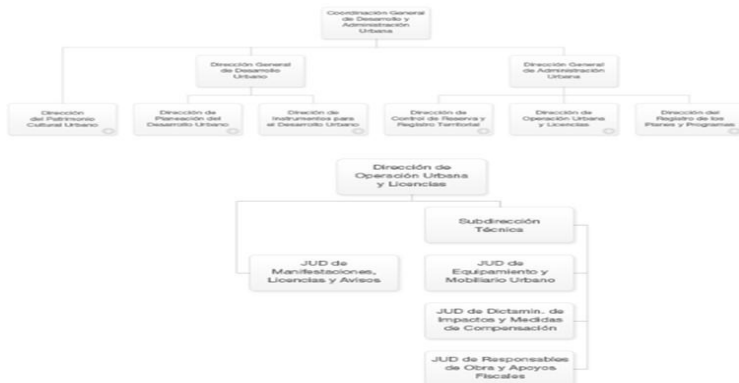 Coordinación General
de Desarrollo y
Administración
Urbana
Dirección General
de Desarrollo
Urbano
Dirección General
de Administración
Urbana
Dirección
del Patrimonio
Cultural Urbano
Dirección de
Planeación del
Desarrollo Urbano
Dirección de
Instrumentos para
el Desarrollo Urbano
Dirección de
Control de Reserva y
Registro Territorial
Dirección de
Operación Urbana
y Licencias
Dirección del
Registro de los
Planes y Programas
Dirección de
Operación Urbana
y Licencias
Subdirección
Técnica
JUD de
Manifestaciones,
Licencias y Avisos
JUD de
Equipamiento y
Mobiliario Urbano
JUD de Dictamin. de
Impactos y Medidas
de Compensación
JUD de Responsables
de Obra y Apoyos
Fiscales